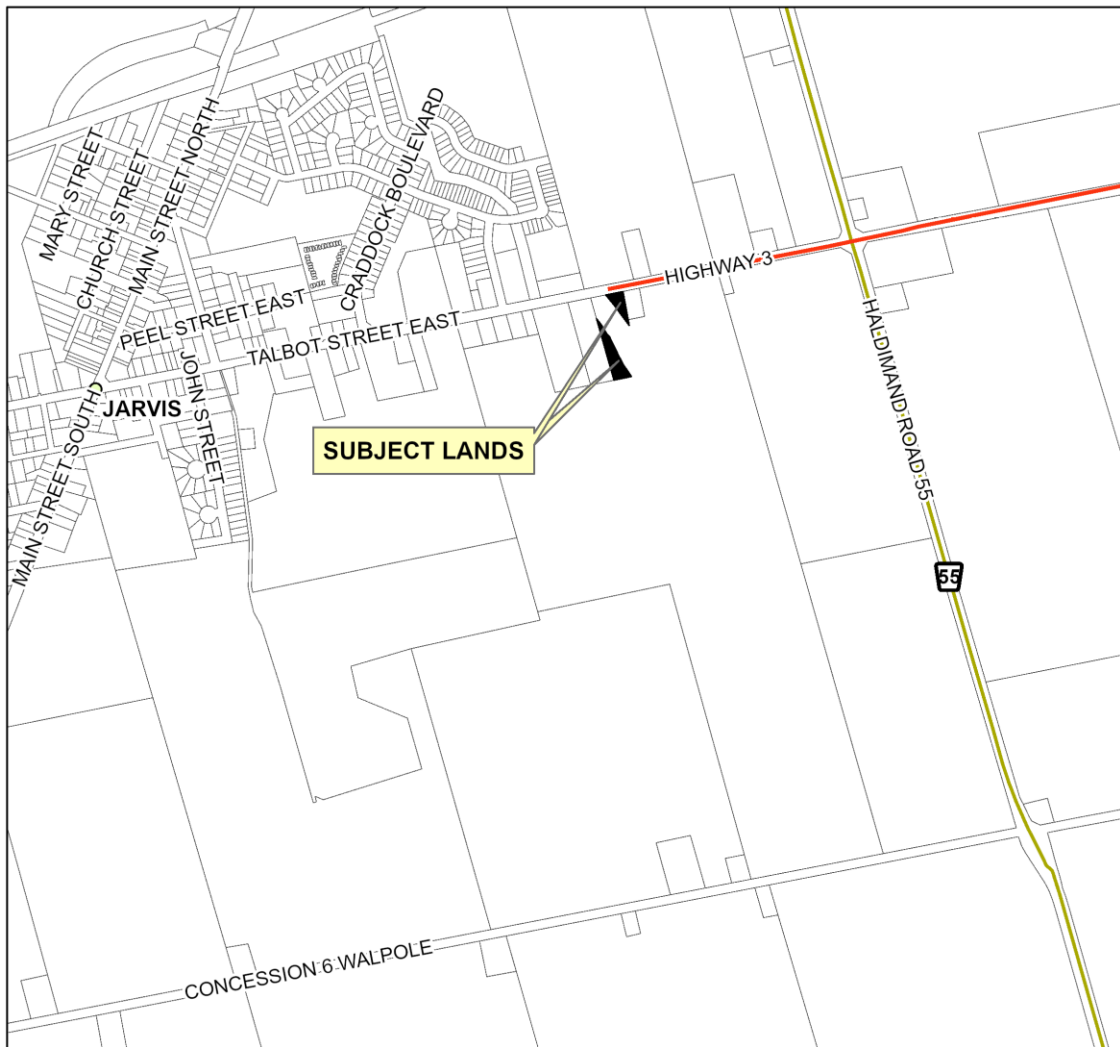 MARY STREET
CHURCH STREET
MAIN STREET NORTH
CRADDOCK BOULEVARD
PEEL STREET EAST
TALBOT STREET EAST
HIGHWAY 3
JARVIS
JOHN STREET
MAIN STREET SOUTH
SUBJECT LANDS
HALDIMAND ROAD 55
55
CONCESSION 6 WALPOLE